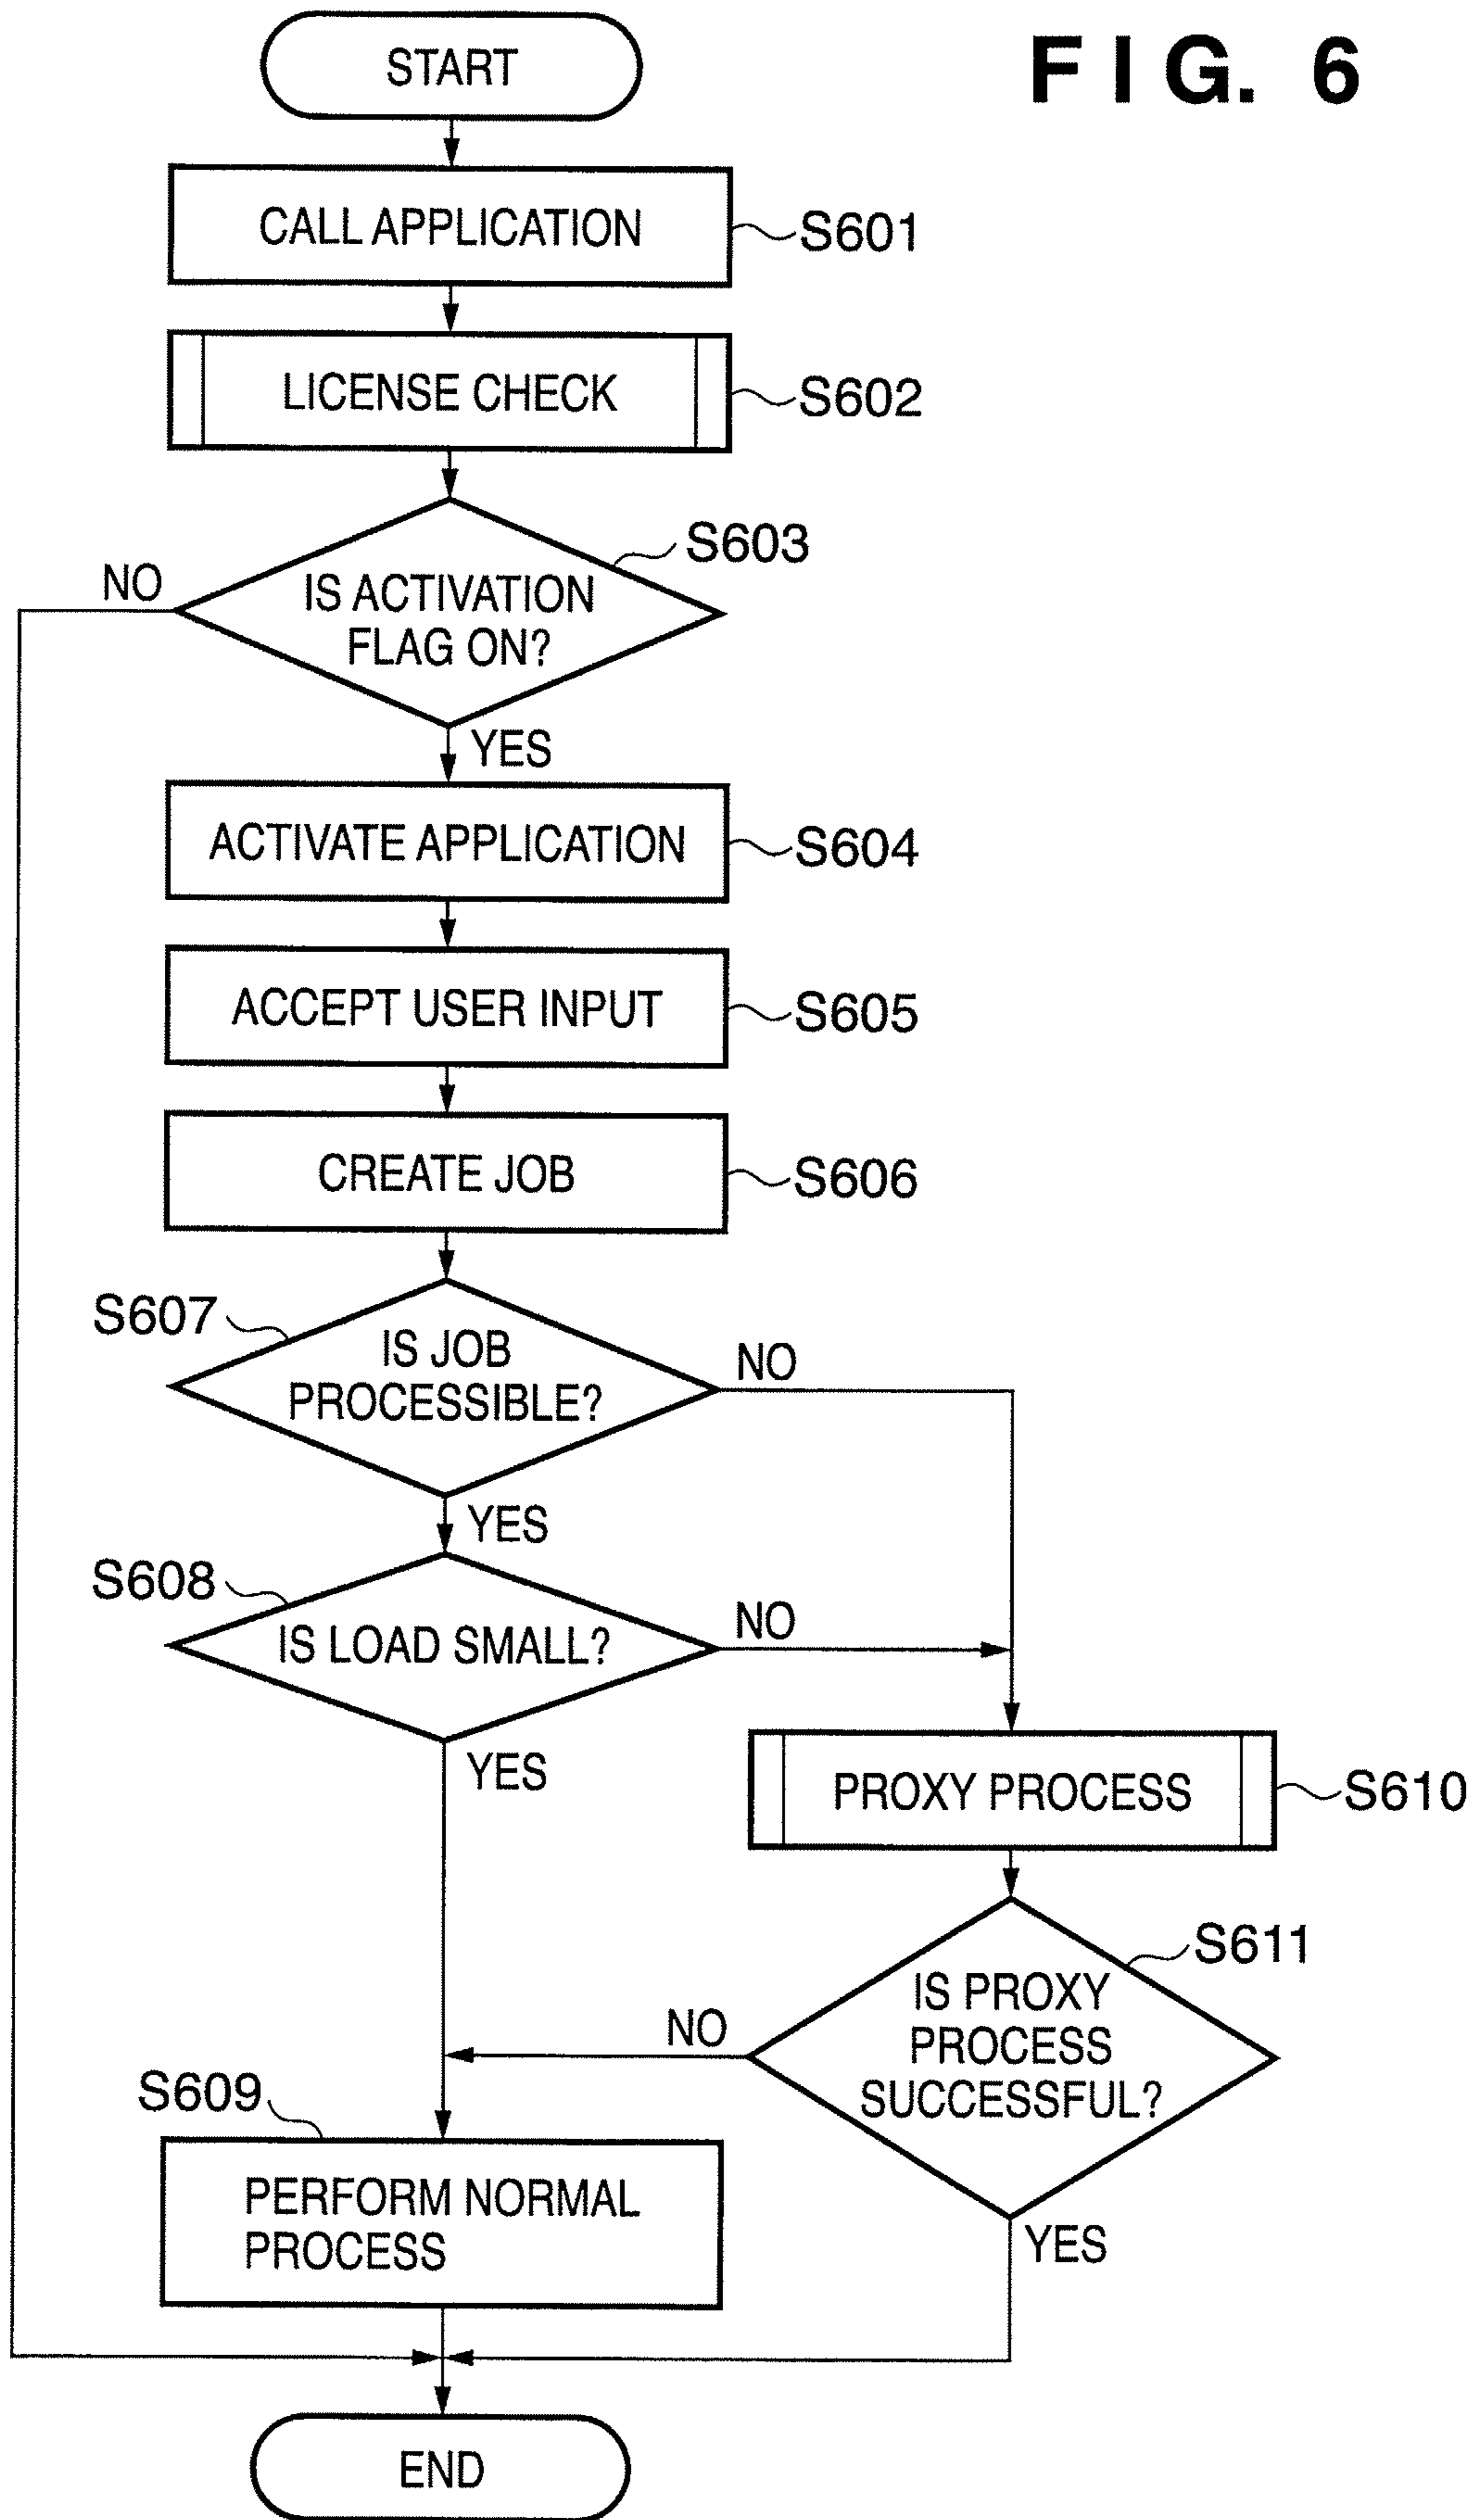 FIG. 6
START
CALL APPLICATION
S601
LICENSE CHECK
S602
S603
NO
IS ACTIVATION
FLAG ON?
YES
ACTIVATE APPLICATION
S604
ACCEPT USER INPUT
S605
CREATE JOB
S606
S607
IS JOB
PROCESSIBLE?
NO
YES
S608
IS LOAD SMALL?
NO
YES
PROXY PROCESS
S610
S611
IS PROXY
PROCESS
SUCCESSFUL?
NO
YES
S609
PERFORM NORMAL
PROCESS
END